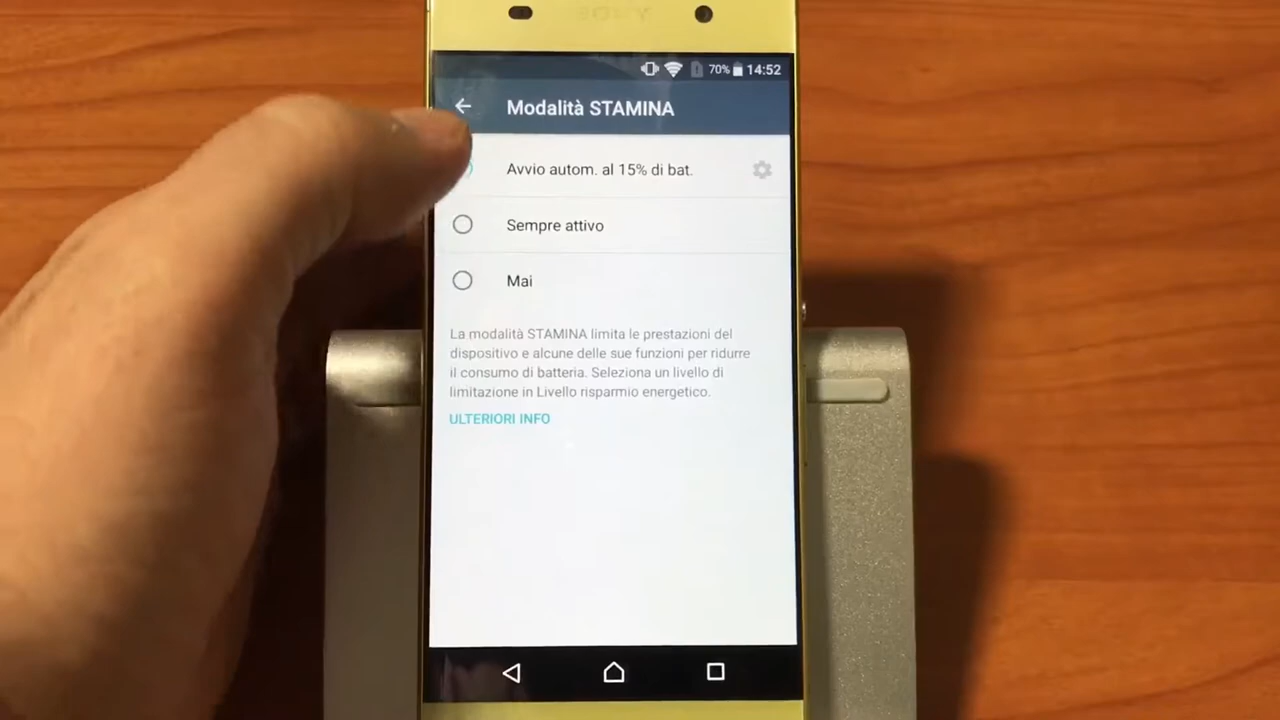 70% 14:52
Modalità STAMINA
Avvio autom. al 15% di bat.
Sempre attivo
Mai
La modalità STAMINA limita le prestazioni del
dispositivo e alcune delle sue funzioni per ridurre
il consumo di batteria. Seleziona un livello di
limitazione in Livello risparmio energetico.
ULTERIORI INFO